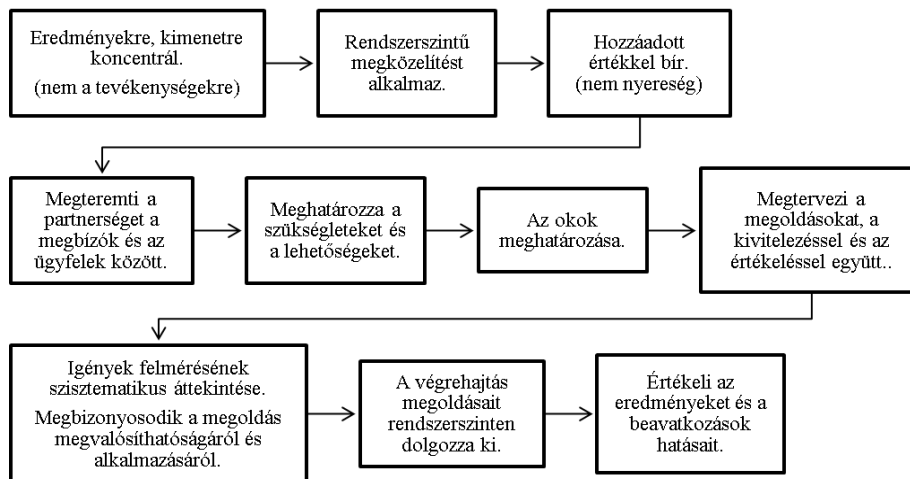 Eredményekre, kimenetre
koncentrál.
(nem a tevékenységekre)
Rendszerszintű
megközelítést
alkalmaz.
Hozzáadott
értékkel bír.
(nem nyereség)
Megteremti a
partnerséget a
megbízók és az
ügyfelek között.
Meghatározza a
szükségleteket és
a lehetőségeket.
Az okok
meghatározása.
Megtervezi a
megoldásokat, a
kivitelezéssel és az
értékeléssel együtt..
Igények felmérésének
szisztematikus áttekintése.
Megbizonyosodik a megoldás
megvalósíthatóságáról és
alkalmazásáról.
A végrehajtás
megoldásait
rendszerszinten
dolgozza ki.
Értékeli az
eredményeket és a
beavatkozások
hatásait.